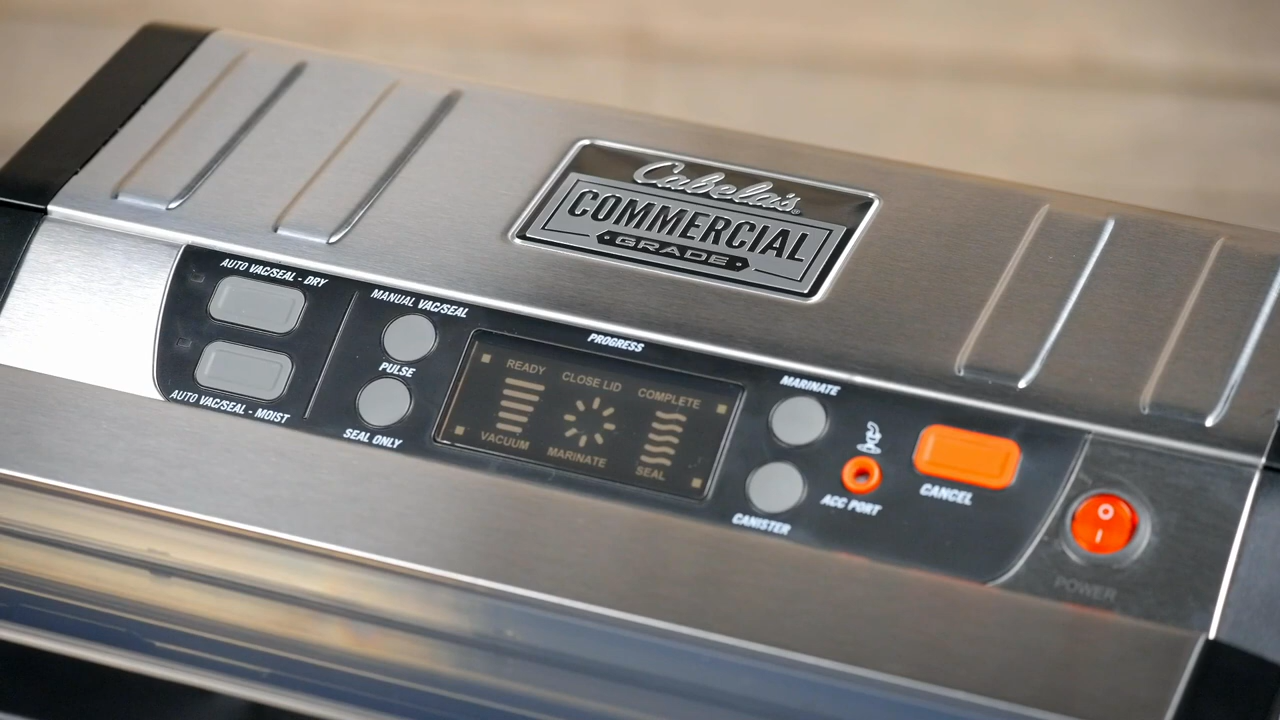 Cabela's®
COMMERCIAL
GRADE
AUTO VAC/SEAL - DRY
AUTO VAC/SEAL - MOIST
MANUAL VAC/SEAL
PULSE
SEAL ONLY
PROGRESS
READY
CLOSE LID
COMPLETE
VACUUM
MARINATE
SEAL
MARINATE
CANISTER
ACC PORT
CANCEL
POWER